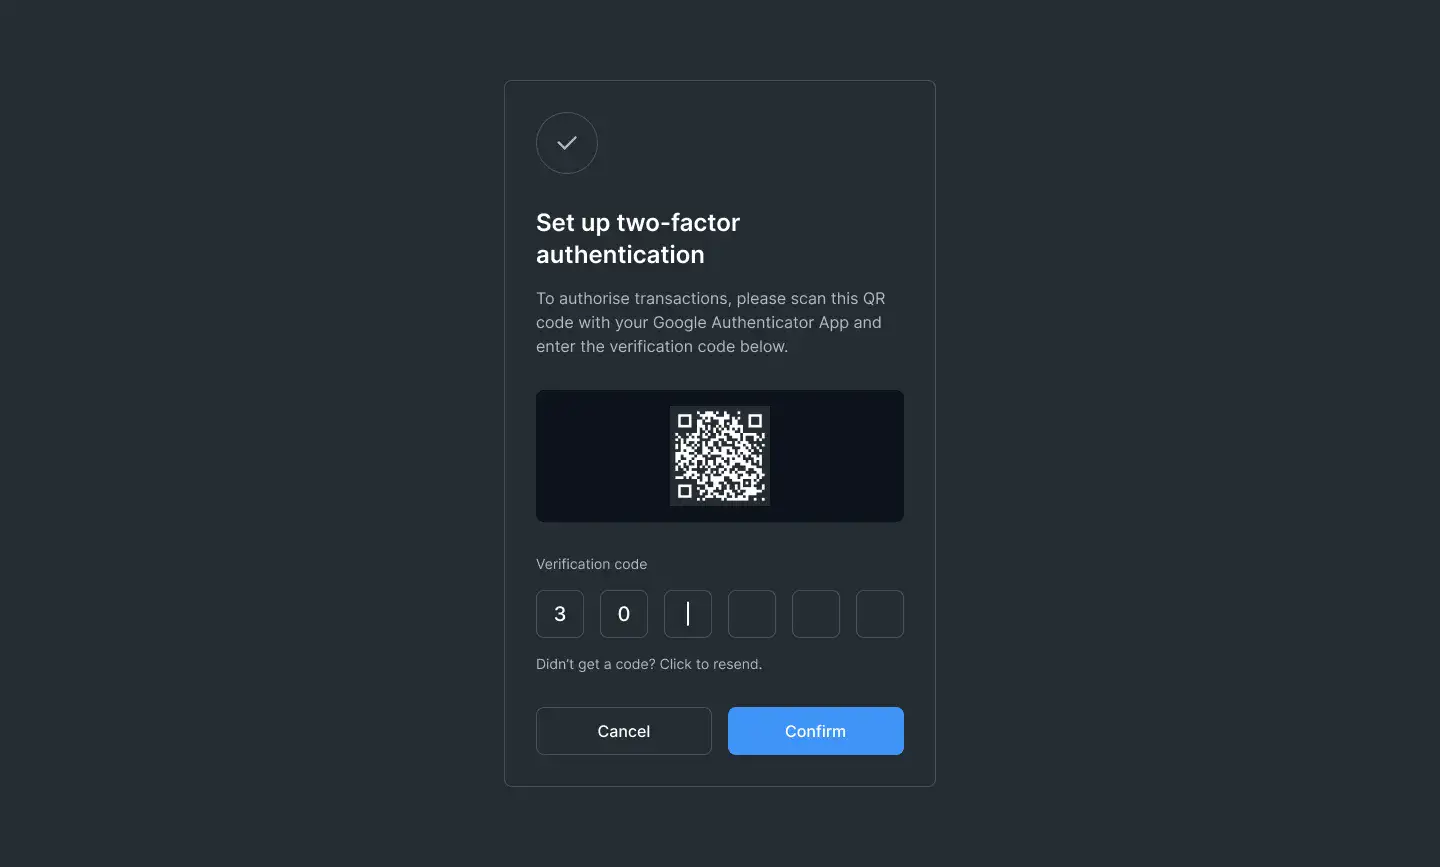 Set up two-factor
authentication
To authorise transactions, please scan this QR
code with your Google Authenticator App and
enter the verification code below.
Verification code
3 0
Didn't get a code? Click to resend.
Cancel Confirm